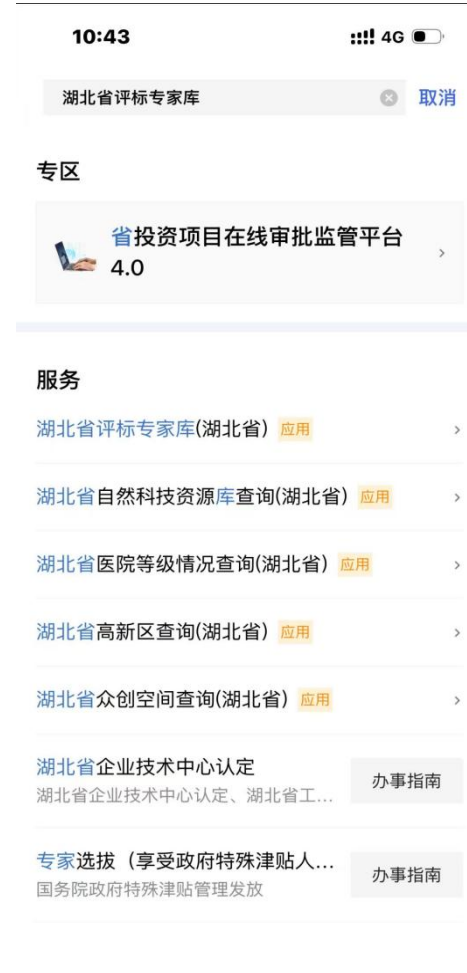 10:43
4G
湖北省评标专家库
取消
专区
省投资项目在线审批监管平台
4.0
服务
湖北省评标专家库(湖北省) 应用
湖北省自然科技资源库查询(湖北省) 应用
湖北省医院等级情况查询(湖北省) 应用
湖北省高新区查询(湖北省) 应用
湖北省众创空间查询(湖北省) 应用
湖北省企业技术中心认定
湖北省企业技术中心认定、湖北省工...
办事指南
专家选拔（享受政府特殊津贴人...
国务院政府特殊津贴管理发放
办事指南